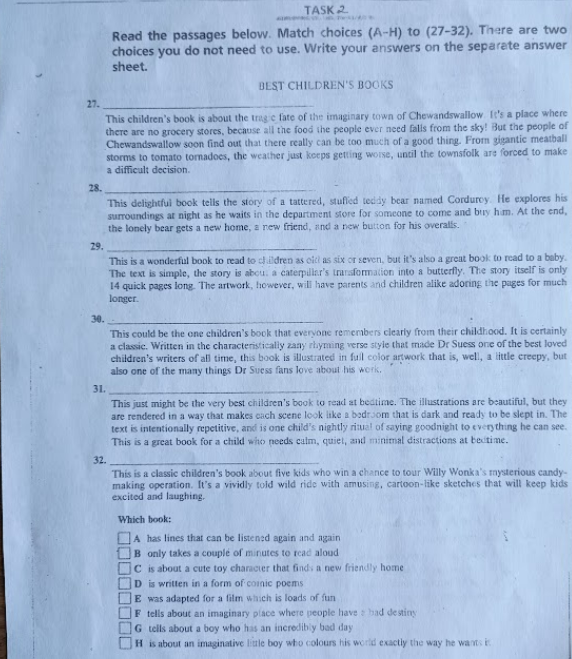 TASK 2
Read the passages below. Match choices (A-H) to (27-32). There are two
choices you do not need to use. Write your answers on the separate answer
sheet.
BEST CHILDREN'S BOOKS
27.
This children's book is about the tragic fate of the imaginary town of Chewandswallow. It's a place where
there are no grocery stores, because all the food the people ever need falls from the sky! But the people of
Chewandswallow soon find out that there really can be too much of a good thing. From gigantic meatball
storms to tomato tornadoes, the weather just keeps getting worse, until the townsfolk are forced to make
a difficult decision.
28.
This delightful book tells the story of a tattered, stuffed teddy bear named Corduroy. He explores his
surroundings at night as he waits in the department store for someone to come and buy him. At the end,
the lonely bear gets a new home, a new friend, and a new button for his overalls.
29.
This is a wonderful book to read to children as old as six or seven, but it's also a great book to read to a baby.
The text is simple, the story is about a caterpillar's transformation into a butterfly. The story itself is only
14 quick pages long. The artwork, however, will have parents and children alike adoring the pages for much
longer.
30.
This could be the one children's book that everyone remembers clearly from their childhood. It is certainly
a classic. Written in the characteristically zany rhyming verse style that made Dr Suess one of the best loved
children's writers of all time, this book is illustrated in full color artwork that is, well, a little creepy, but
also one of the many things Dr Suess fans love about his work.
31.
This just might be the very best children's book to read at bedtime. The illustrations are beautiful, but they
are rendered in a way that makes each scene look like a bedroom that is dark and ready to be slept in. The
text is intentionally repetitive, and is one child's nightly ritual of saying goodnight to everything he can see.
This is a great book for a child who needs calm, quiet, and minimal distractions at bedtime.
32.
This is a classic children's book about five kids who win a chance to tour Willy Wonka's mysterious candy-
making operation. It's a vividly told wild ride with amusing, cartoon-like sketches that will keep kids
excited and laughing.
Which book:
A has lines that can be listened again and again
B only takes a couple of minutes to read aloud
C is about a cute toy character that finds a new friendly home
D is written in a form of comic poems
E was adapted for a film which is loads of fun
F tells about an imaginary place where people have a bad destiny
G tells about a boy who has an incredibly bad day
H is about an imaginative little boy who colours his world exactly the way he wants it